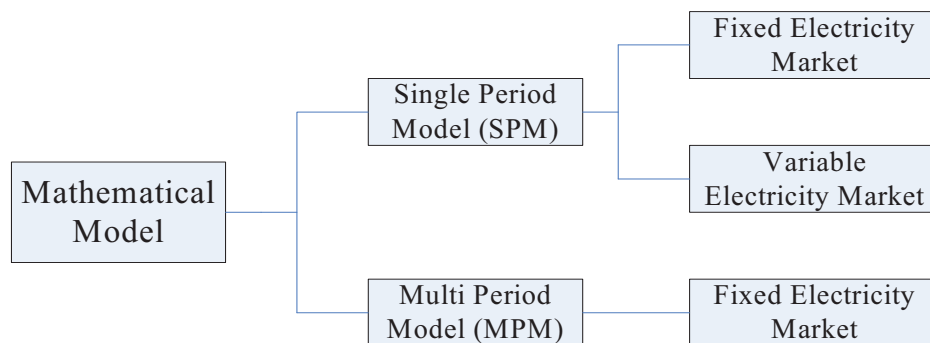 Fixed Electricity
Market
Single Period
Model (SPM)
Variable
Electricity Market
Mathematical
Model
Multi Period
Model (MPM)
Fixed Electricity
Market